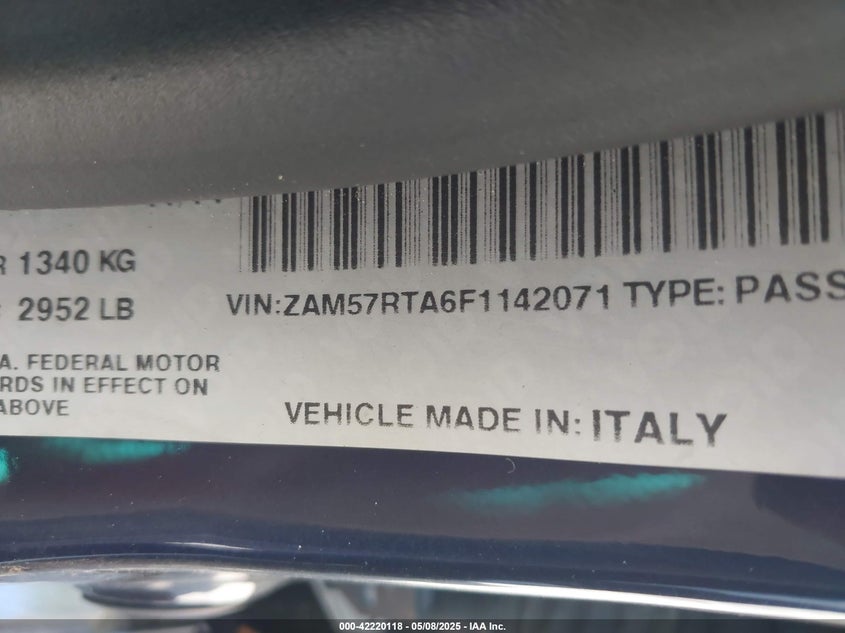 1340 KG
2952 LB
VIN:ZAM57RTA6F1142071 TYPE: PASS
A. FEDERAL MOTOR
RDS IN EFFECT ON
ABOVE
VEHICLE MADE IN: ITALY
000-42220118 - 05/08/2025 - IAA Inc.